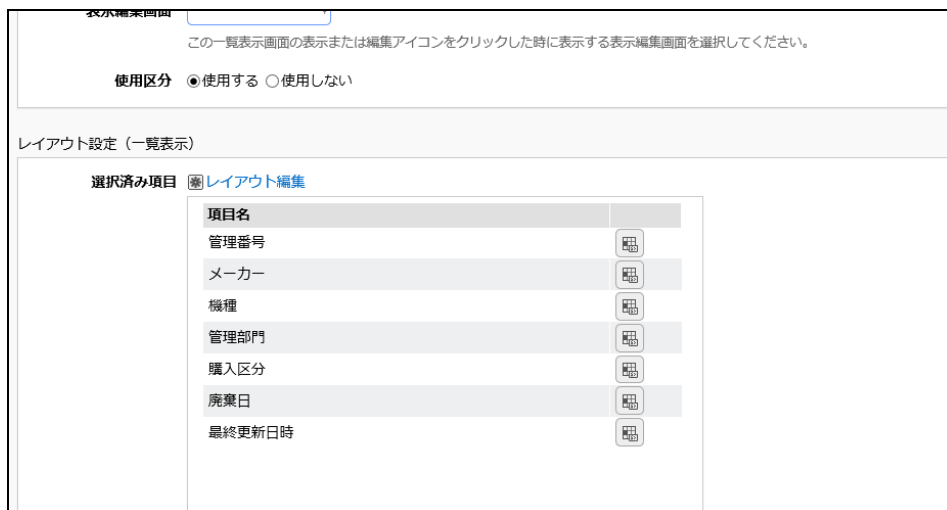 表示編集画面
この一覧表示画面の表示または編集アイコンをクリックした時に表示する表示編集画面を選択してください。
使用区分 使用する 使用しない
レイアウト設定（一覧表示）
選択済み項目 レイアウト編集
項目名
管理番号
メーカー
機種
管理部門
購入区分
廃棄日
最終更新日時